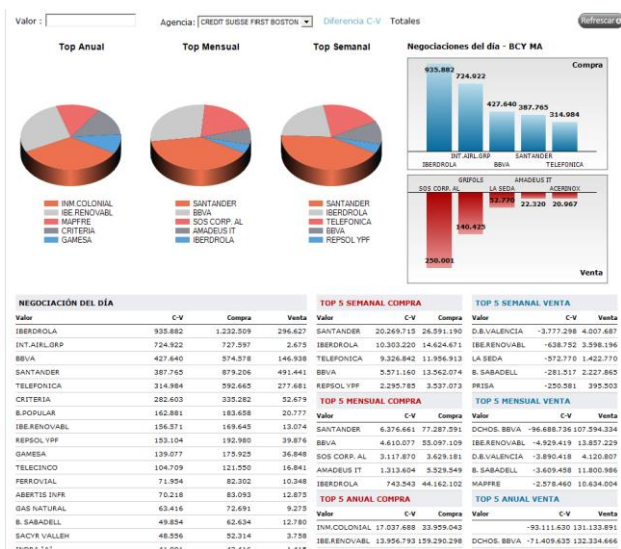 Valor :
Agencia: CREDIT SUISSE FIRST BOSTON Diferencia C-V Totales
Refrescar
Top Anual
INM.COLONIAL
IBE.RENOVABL
MAPFRE
CRITERIA
GAMESA
Top Mensual
SANTANDER
BBVA
SOS CORP. AL
AMADEUS IT
IBERDROLA
Top Semanal
SANTANDER
IBERDROLA
TELEFONICA
BBVA
REPSOL YPF
Negociaciones del día - BCY MA
Compra
935.882
724.922
427.640
387.765
314.984
INT.AIRL.GRP SANTANDER
IBERDROLA BBVA TELEFONICA
GRIFOLS AMADEUS IT
SOS CORP. AL LA SEDA ACERINOX
250.001
140.425
52.770
22.320
20.967
Venta
NEGOCIACIÓN DEL DÍA
Valor C-V Compra Venta
IBERDROLA 935.882 1.232.509 296.627
INT.AIRL.GRP 724.922 727.597 2.675
BBVA 427.640 574.578 146.938
SANTANDER 387.765 879.206 491.441
TELEFONICA 314.984 592.665 277.681
CRITERIA 282.603 335.282 52.679
B.POPULAR 162.881 183.658 20.777
IBE.RENOVABL 156.571 169.645 13.074
REPSOL YPF 153.104 192.980 39.876
GAMESA 139.077 175.925 36.848
TELECINCO 104.709 121.550 16.841
FERROVIAL 71.954 82.302 10.348
ABERTIS INFR 70.218 83.093 12.875
GAS NATURAL 63.416 72.691 9.275
B. SABADELL 49.854 62.634 12.780
SACYR VALLEH 48.556 52.314 3.758
TOP 5 SEMANAL COMPRA
Valor C-V Compra
SANTANDER 20.269.715 26.591.190
IBERDROLA 10.303.220 14.624.671
TELEFONICA 9.326.842 11.956.913
BBVA 5.571.160 13.562.074
REPSOL YPF 2.295.785 3.537.073
TOP 5 MENSUAL COMPRA
Valor C-V Compra
SANTANDER 6.376.661 77.287.591
BBVA 4.610.077 55.097.109
SOS CORP. AL 3.117.870 3.629.181
AMADEUS IT 1.313.604 5.529.549
IBERDROLA 743.543 44.162.102
TOP 5 ANUAL COMPRA
Valor C-V Compra
INM.COLONIAL 17.037.688 33.959.043
IBE.RENOVABL 13.956.793 159.290.298
TOP 5 SEMANAL VENTA
Valor C-V Venta
D.B.VALENCIA -3.777.298 4.007.687
IBE.RENOVABL -638.752 3.598.196
LA SEDA -572.770 1.422.770
B. SABADELL -281.517 2.227.865
PRISA -250.581 395.503
TOP 5 MENSUAL VENTA
Valor C-V Venta
DCHOS. BBVA -96.688.736 107.594.334
IBE.RENOVABL -4.929.419 13.857.229
D.B.VALENCIA -3.890.418 4.120.807
B. SABADELL -3.609.458 11.800.986
MAPFRE -2.578.460 10.634.004
TOP 5 ANUAL VENTA
Valor C-V Venta
-93.111.630 131.133.891
DCHOS. BBVA -71.409.635 132.334.666